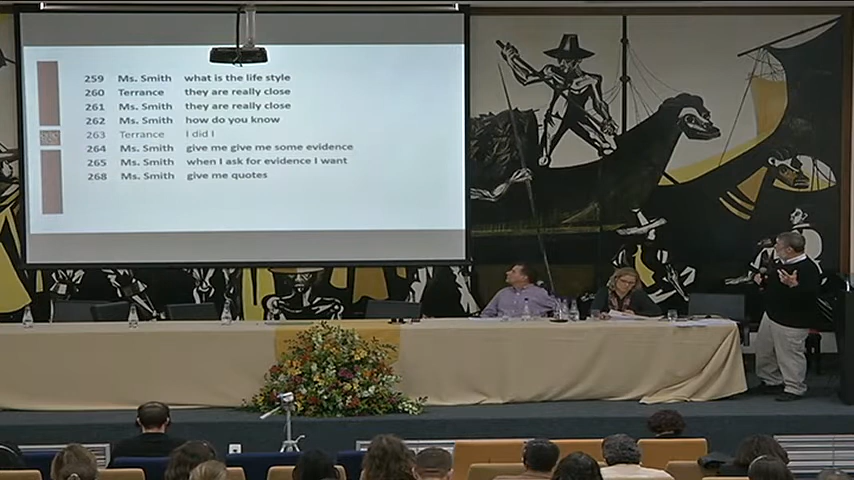 259 Ms. Smith what is the life style
260 Terrance they are really close
261 Ms. Smith they are really close
262 Ms. Smith how do you know
263 Terrance I did I
264 Ms. Smith give me give me some evidence
265 Ms. Smith when I ask for evidence I want
268 Ms. Smith give me quotes